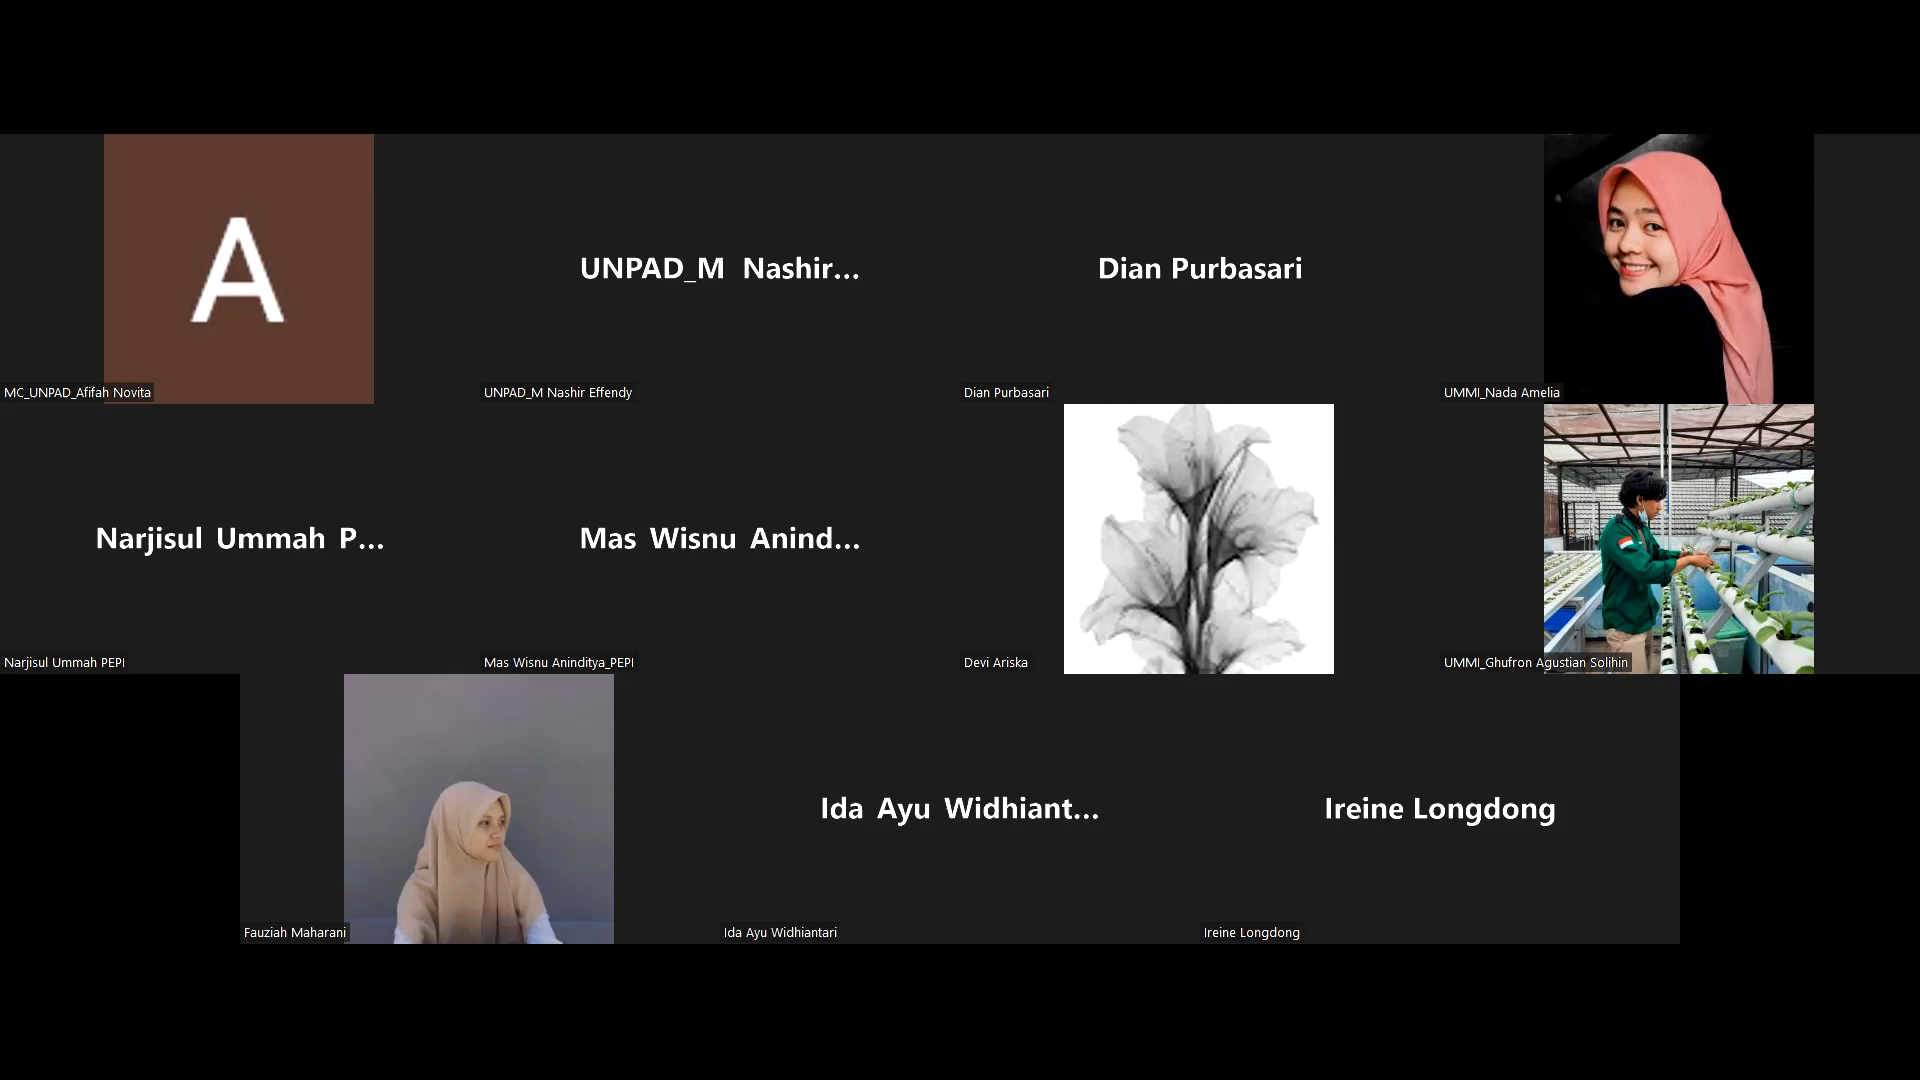 A
UNPAD_M Nashir...
Dian Purbasari
MC_UNPAD_Afifah Novita
UNPAD_M Nashir Effendy
Dian Purbasari
UMMI_Nada Amelia
Narjisul Ummah P...
Mas Wisnu Anind...
Narjisul Ummah PEPI
Mas Wisnu Aninditya_PEPI
Devi Ariska
UMMI_Ghufron Agustian Solihin
Ida Ayu Widhiant...
Ireine Longdong
Fauziah Maharani
Ida Ayu Widhiantari
Ireine Longdong